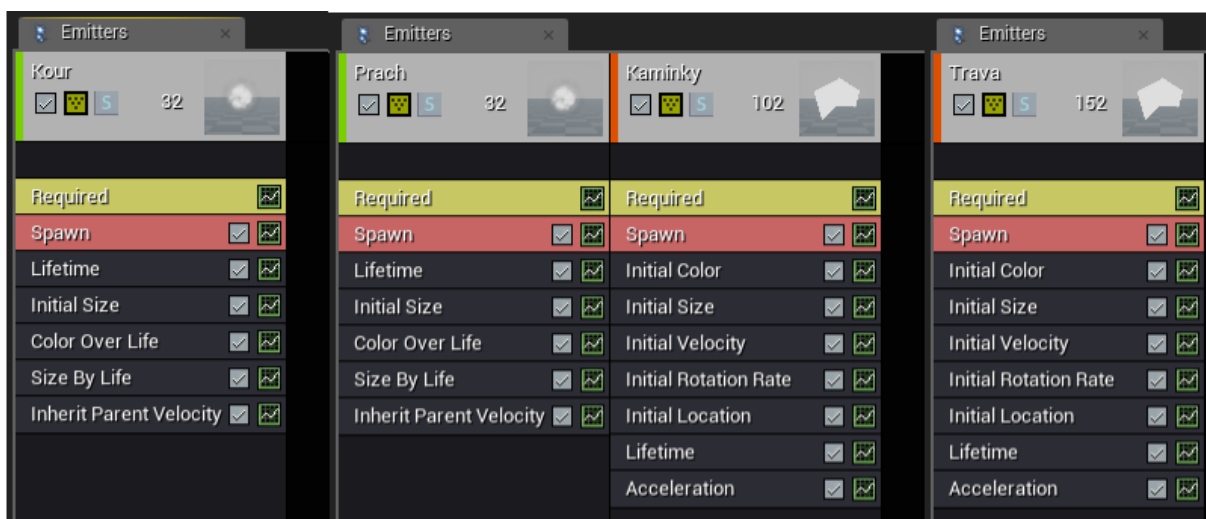 Emitters
Kour
S 32
Required
Spawn
Lifetime
Initial Size
Color Over Life
Size By Life
Inherit Parent Velocity
Emitters
Prach
S 32
Required
Spawn
Lifetime
Initial Size
Color Over Life
Size By Life
Inherit Parent Velocity
Kaminky
S 102
Required
Spawn
Initial Color
Initial Size
Initial Velocity
Initial Rotation Rate
Initial Location
Lifetime
Acceleration
Emitters
Trava
S 152
Required
Spawn
Initial Color
Initial Size
Initial Velocity
Initial Rotation Rate
Initial Location
Lifetime
Acceleration